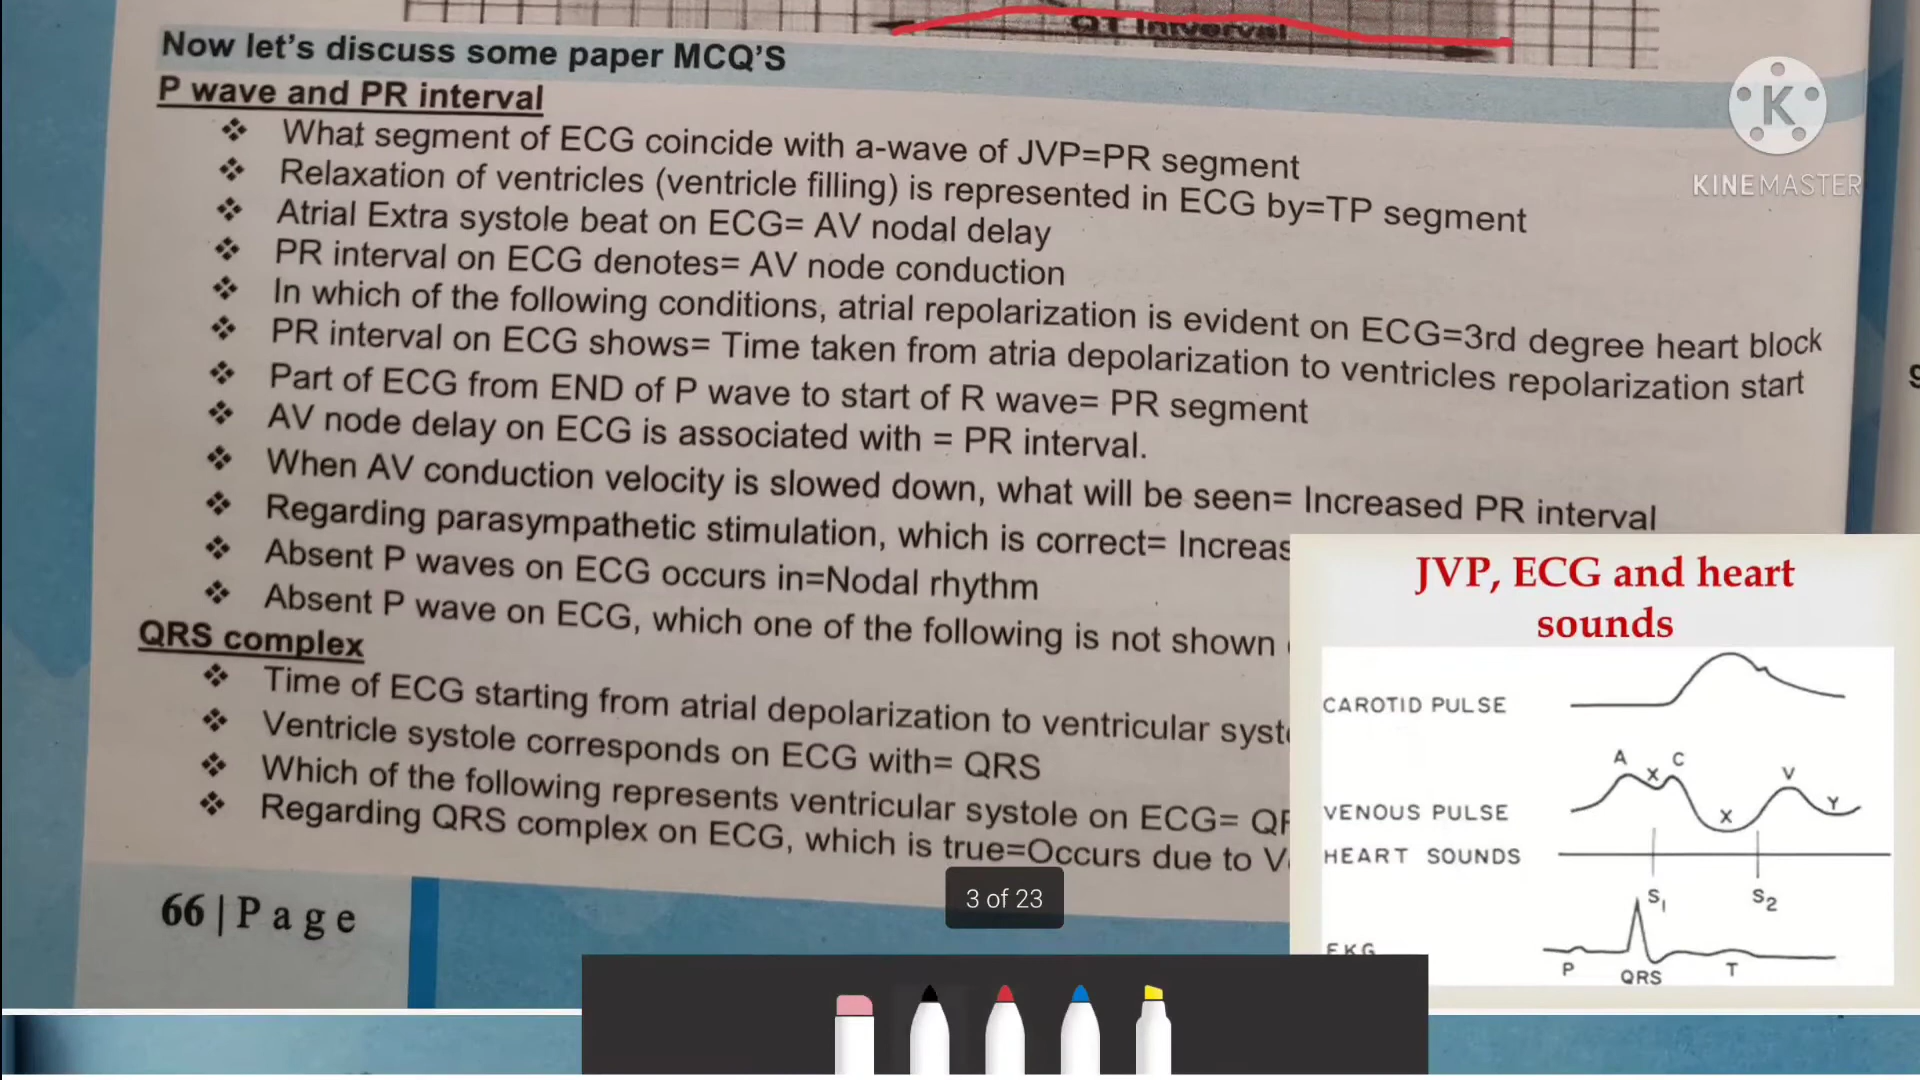 QT Interval
Now let's discuss some paper MCQ'S
P wave and PR interval
❖ What segment of ECG coincide with a-wave of JVP=PR segment
❖ Relaxation of ventricles (ventricle filling) is represented in ECG by=TP segment
❖ Atrial Extra systole beat on ECG= AV nodal delay
❖ PR interval on ECG denotes= AV node conduction
❖ In which of the following conditions, atrial repolarization is evident on ECG=3rd degree heart block
❖ PR interval on ECG shows= Time taken from atria depolarization to ventricles repolarization start
❖ Part of ECG from END of P wave to start of R wave= PR segment
❖ AV node delay on ECG is associated with = PR interval.
❖ When AV conduction velocity is slowed down, what will be seen= Increased PR interval
❖ Regarding parasympathetic stimulation, which is correct= Increas
❖ Absent P waves on ECG occurs in=Nodal rhythm
❖ Absent P wave on ECG, which one of the following is not shown
QRS complex
❖ Time of ECG starting from atrial depolarization to ventricular syst
❖ Ventricle systole corresponds on ECG with= QRS
❖ Which of the following represents ventricular systole on ECG= QR
❖ Regarding QRS complex on ECG, which is true=Occurs due to V
66 | P a g e
3 of 23
K
KINEMASTER
JVP, ECG and heart
sounds
CAROTID PULSE
A X C V
VENOUS PULSE X Y
HEART SOUNDS
S1 S2
EKG
P QRS T